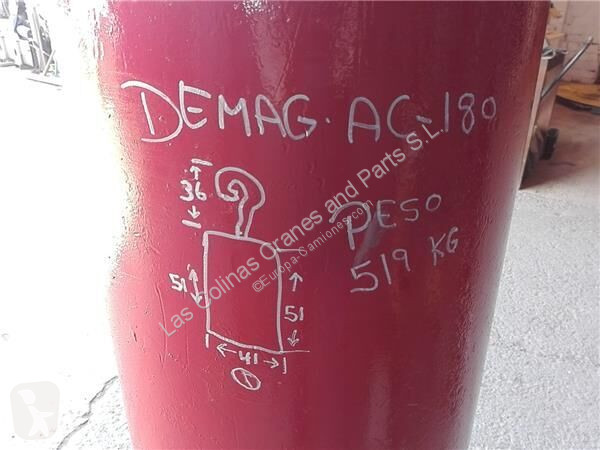 DEMAG. AC-180
36
PESO
519 KG
51
51
41
Las Colinas Cranes and Parts S.L.
©Europa-Camiones.com